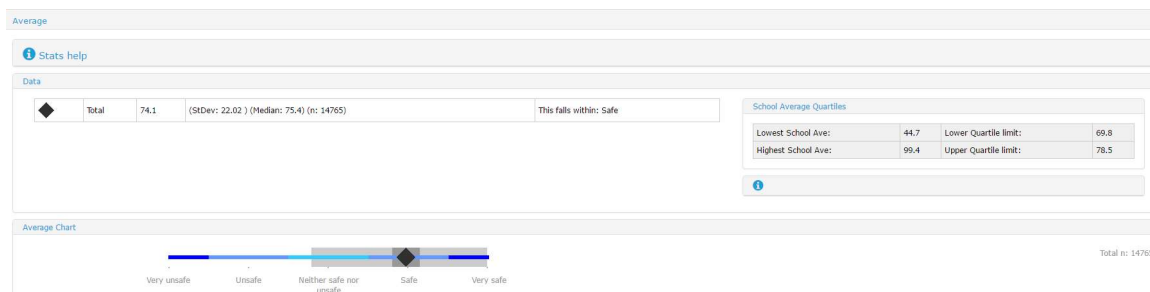 Average
Stats help
Data
Total 74.1 (StDev: 22.02 ) (Median: 75.4) (n: 14765) This falls within: Safe
School Average Quartiles
Lowest School Ave: 44.7 Lower Quartile limit: 69.8
Highest School Ave: 99.4 Upper Quartile limit: 78.5
Average Chart
Total n: 14765
Very unsafe Unsafe Neither safe nor Safe Very safe
unsafe